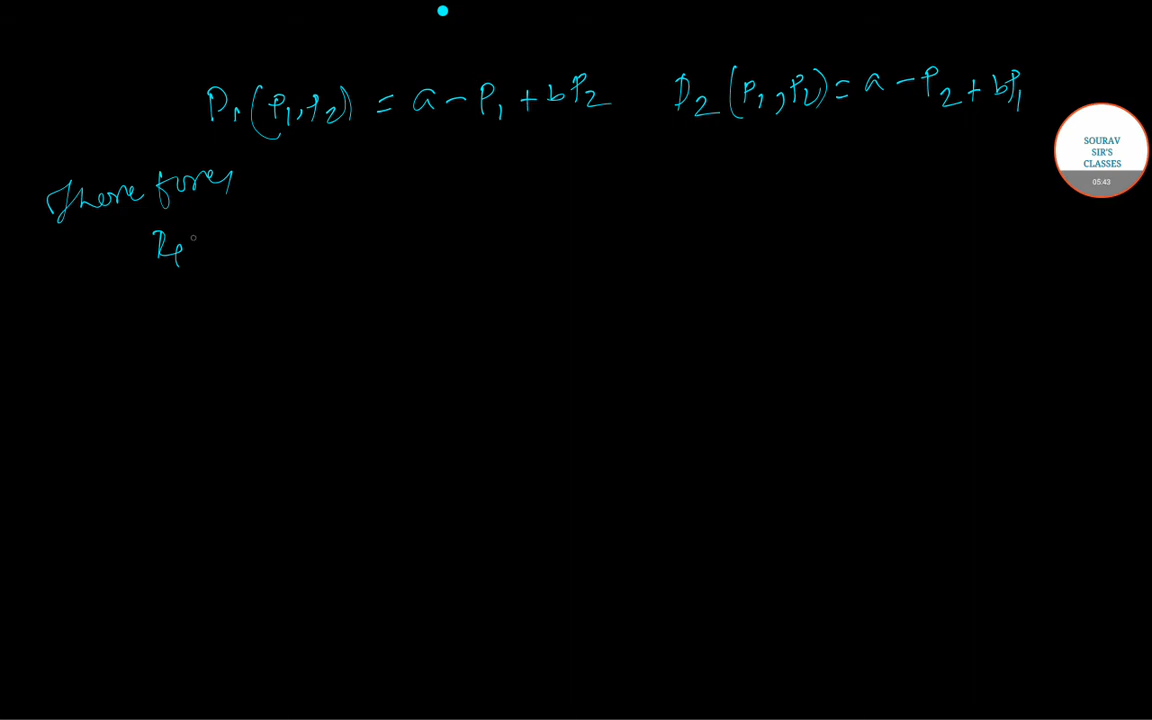 D₁(P₁,P₂) = a - P₁ + bP₂ D₂(P₁,P₂) = a - P₂ + bP₁
SOURAV
SIR'S
CLASSES
05:43
Therefore,